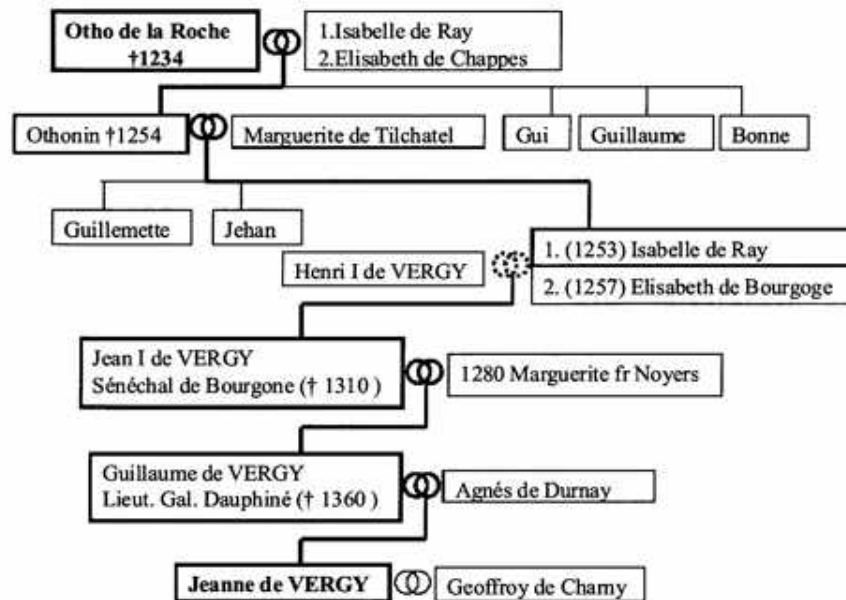 Otho de la Roche
†1234
1.Isabelle de Ray
2.Elisabeth de Chappes
Othonin †1254
Marguerite de Tilchatel
Gui
Guillaume
Bonne
Guillemette
Jehan
Henri I de VERGY
1. (1253) Isabelle de Ray
2. (1257) Elisabeth de Bourgoge
Jean I de VERGY
Sénéchal de Bourgone († 1310 )
1280 Marguerite fr Noyers
Guillaume de VERGY
Lieut. Gal. Dauphiné († 1360 )
Agnés de Durnay
Jeanne de VERGY
Geoffroy de Charny